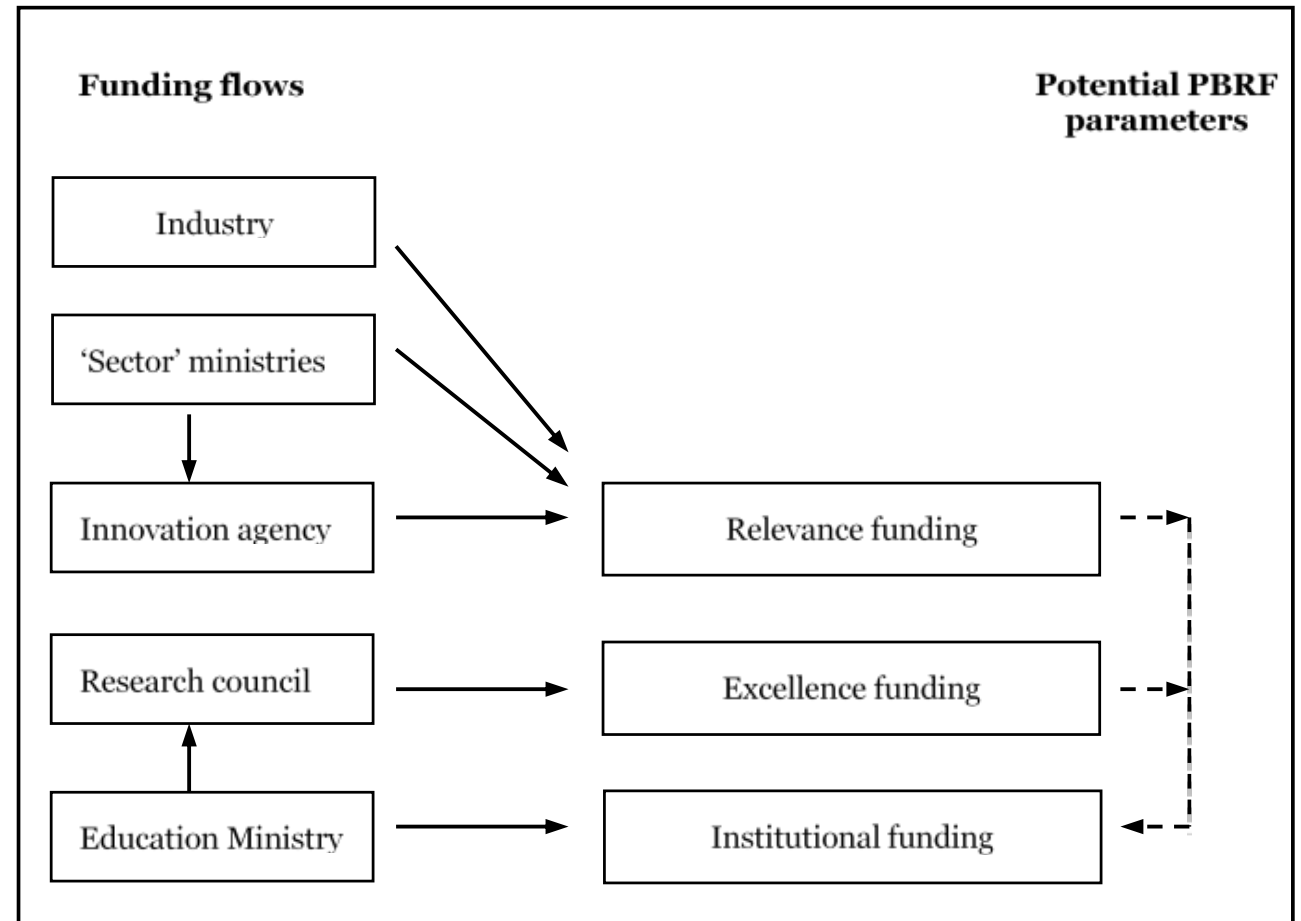 Funding flows
Potential PBRF
parameters
Industry
‘Sector’ ministries
Innovation agency
Relevance funding
Research council
Excellence funding
Education Ministry
Institutional funding